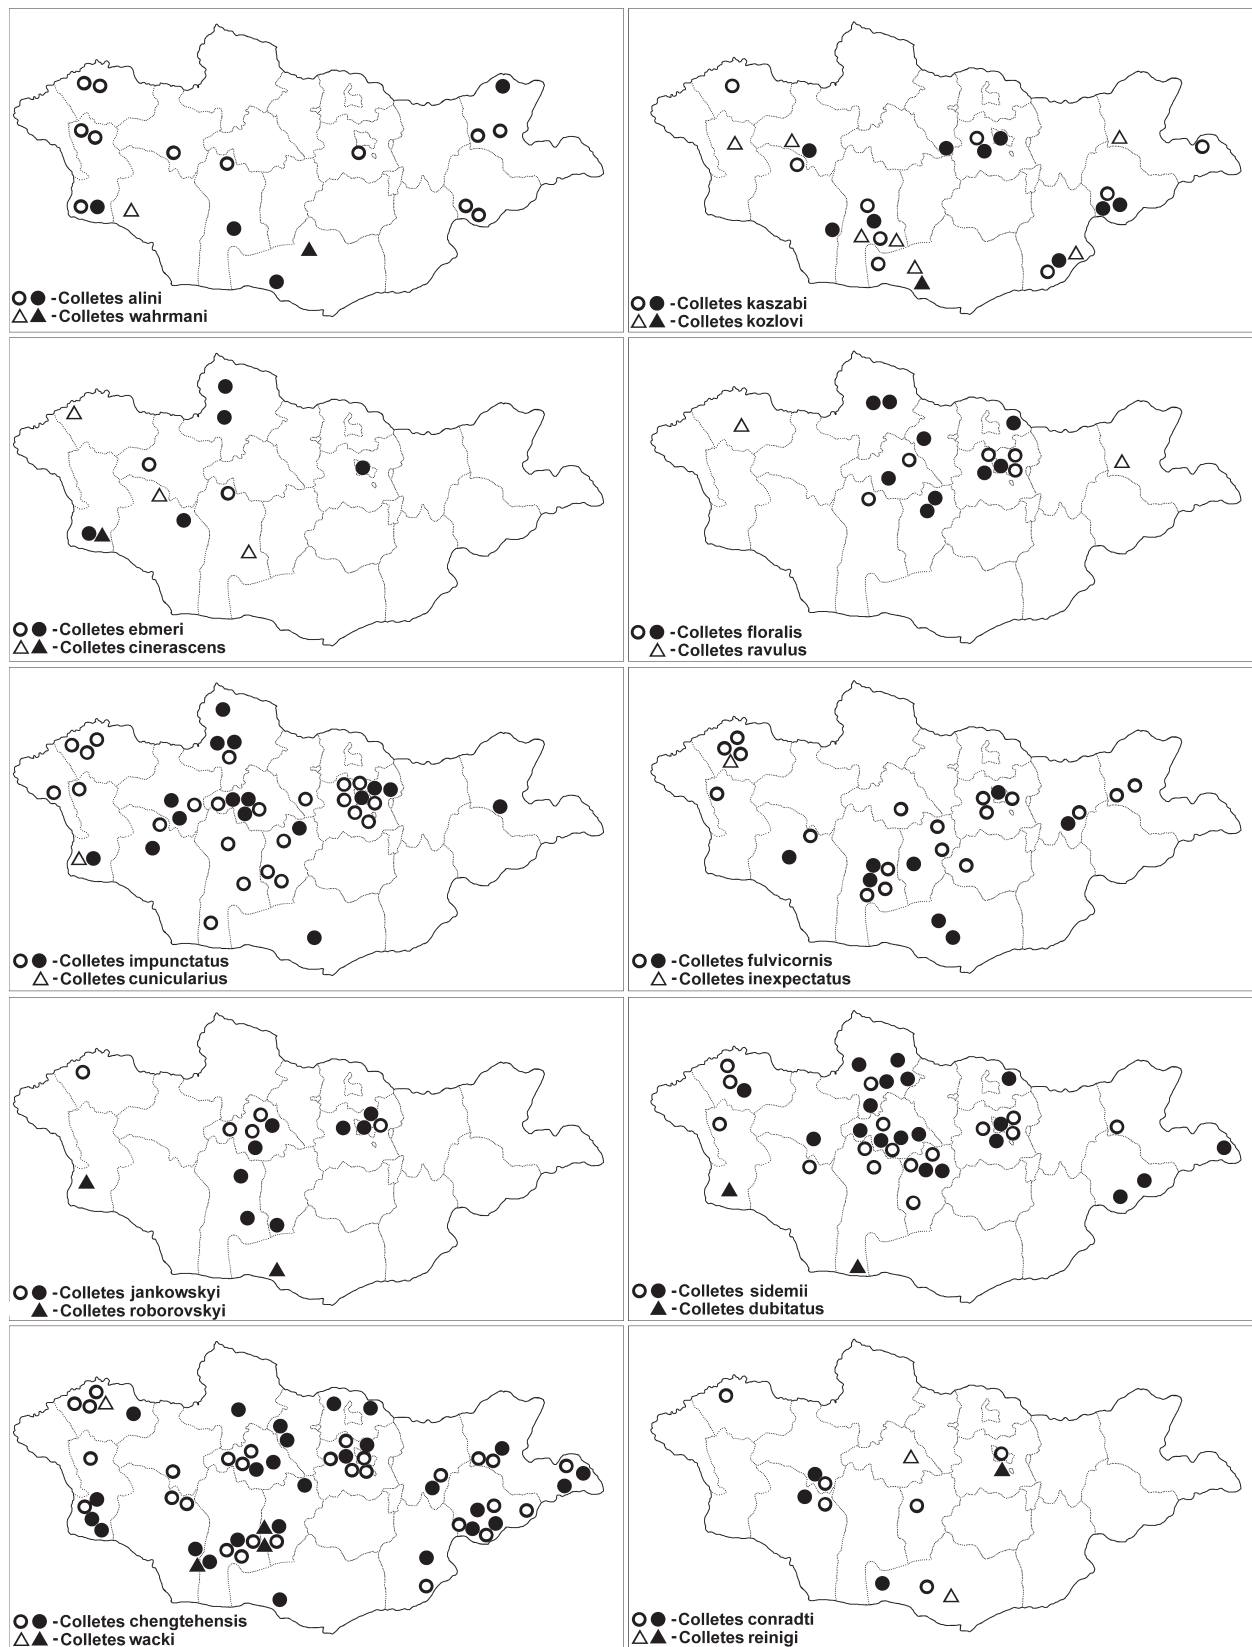 -Colletes alini
-Colletes wahrmani
-Colletes kaszabi
-Colletes kozlovi
-Colletes ebmeri
-Colletes cinerascens
-Colletes floralis
-Colletes ravulus
-Colletes impunctatus
-Colletes cunicularius
-Colletes fulvicornis
-Colletes inexpectatus
-Colletes jankowskyi
-Colletes roborovskyi
-Colletes sidemii
-Colletes dubitatus
-Colletes chengtehensis
-Colletes wacki
-Colletes conradti
-Colletes reinigi